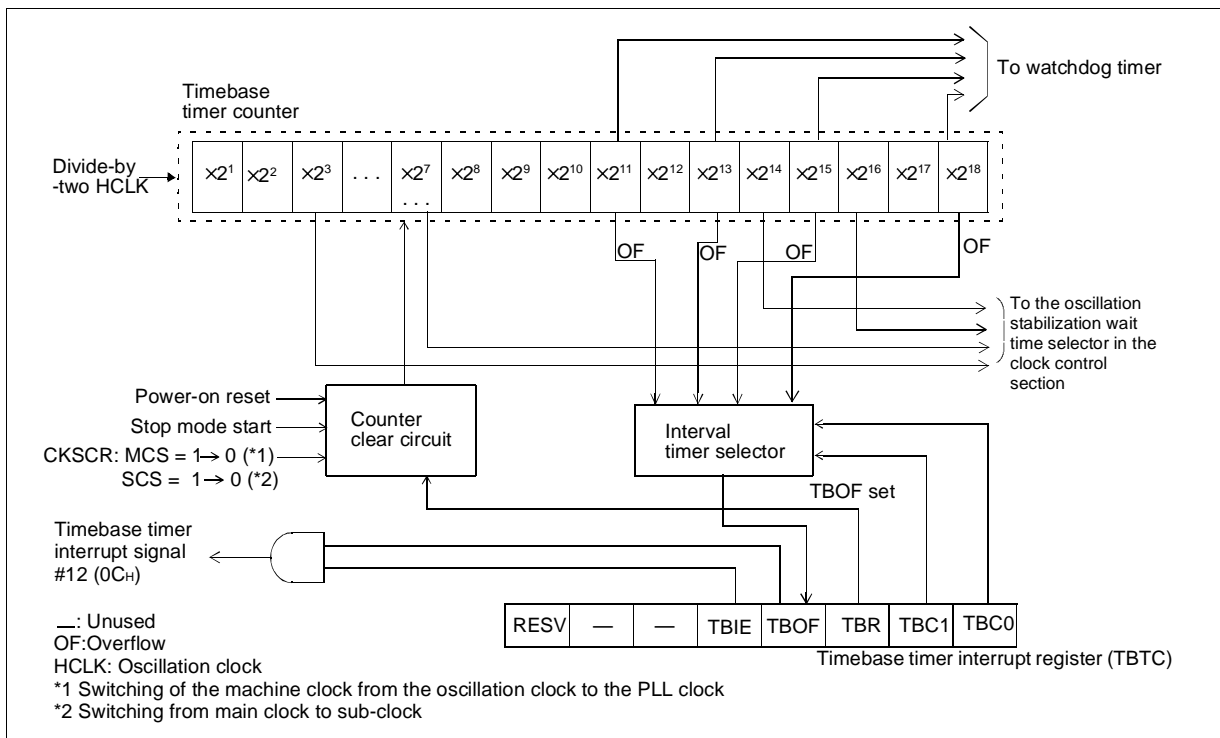 To watchdog timer
Timebase
timer counter
Divide-by
-two HCLK
×2¹ ×2² ×2³ ... ×2⁷ ×2⁸ ×2⁹ ×2¹⁰ ×2¹¹ ×2¹² ×2¹³ ×2¹⁴ ×2¹⁵ ×2¹⁶ ×2¹⁷ ×2¹⁸
...
OF OF OF OF
To the oscillation
stabilization wait
time selector in the
clock control
section
Power-on reset
Stop mode start
CKSCR: MCS = 1→0 (*1)
SCS = 1→0 (*2)
Counter
clear circuit
Interval
timer selector
TBOF set
Timebase timer
interrupt signal
#12 (0CH)
RESV — — TBIE TBOF TBR TBC1 TBC0
Timebase timer interrupt register (TBTC)
—: Unused
OF:Overflow
HCLK: Oscillation clock
*1 Switching of the machine clock from the oscillation clock to the PLL clock
*2 Switching from main clock to sub-clock